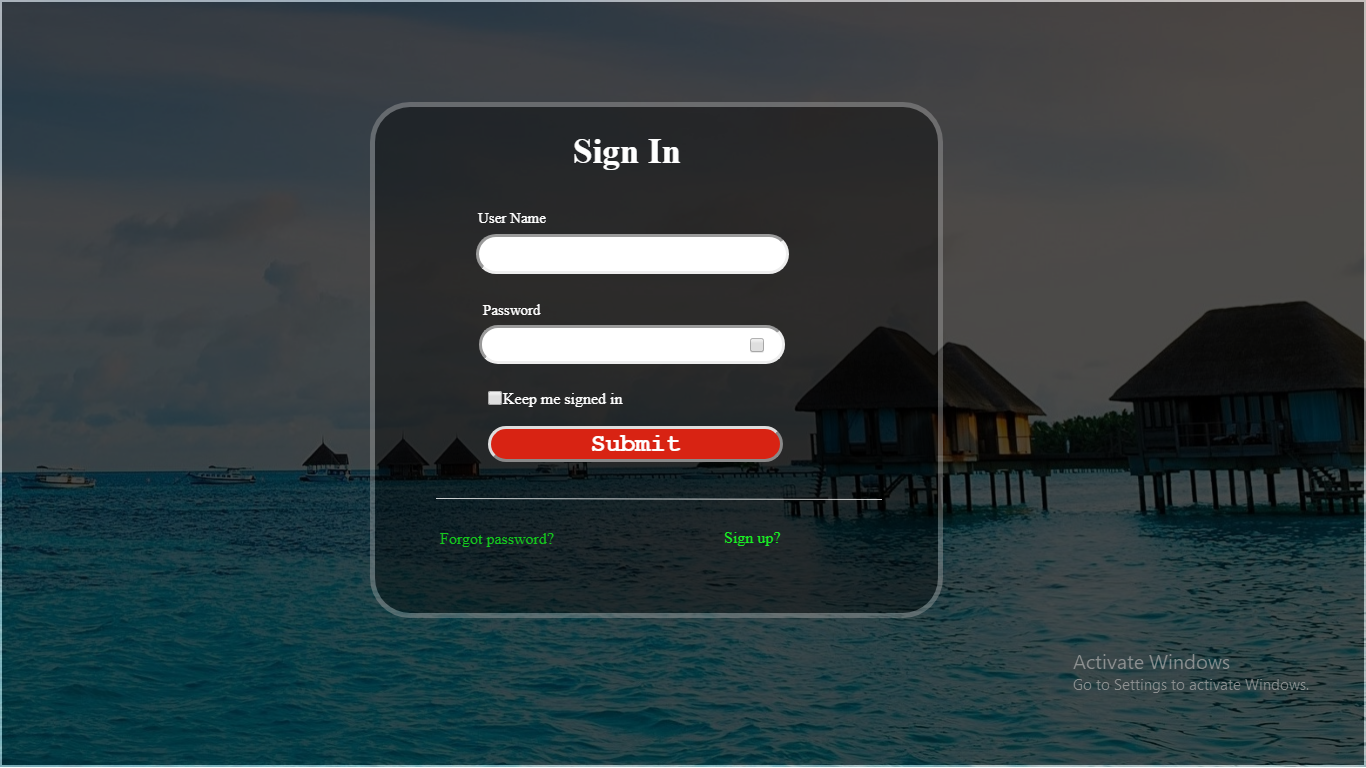 Sign In
User Name
Password
Keep me signed in
Submit
Forgot password?
Sign up?
Activate Windows
Go to Settings to activate Windows.